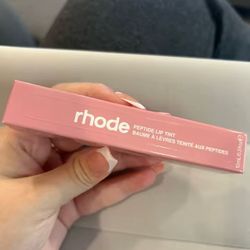 rhode
PEPTIDE LIP TINT
BAUME À LÈVRES TEINTÉ AUX PEPTIDES